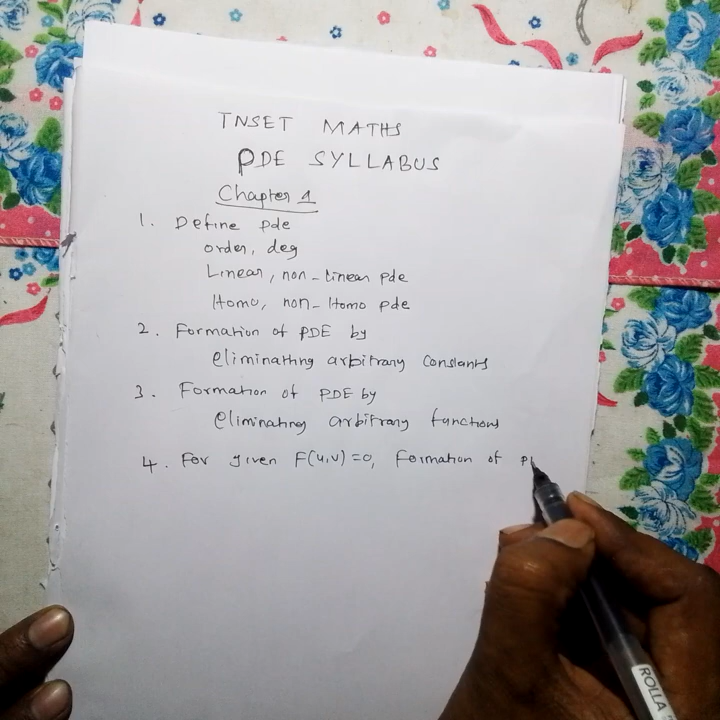 TNSET MATHS
PDE SYLLABUS
Chapter 1
1. Define pde
order, deg
Linear, non-linear pde
Homo, non-Homo pde
2. Formation of PDE by
eliminating arbitrary constants
3. Formation of PDE by
eliminating arbitrary functions
4. For given F(u,v)=0, Formation of
ROLLA